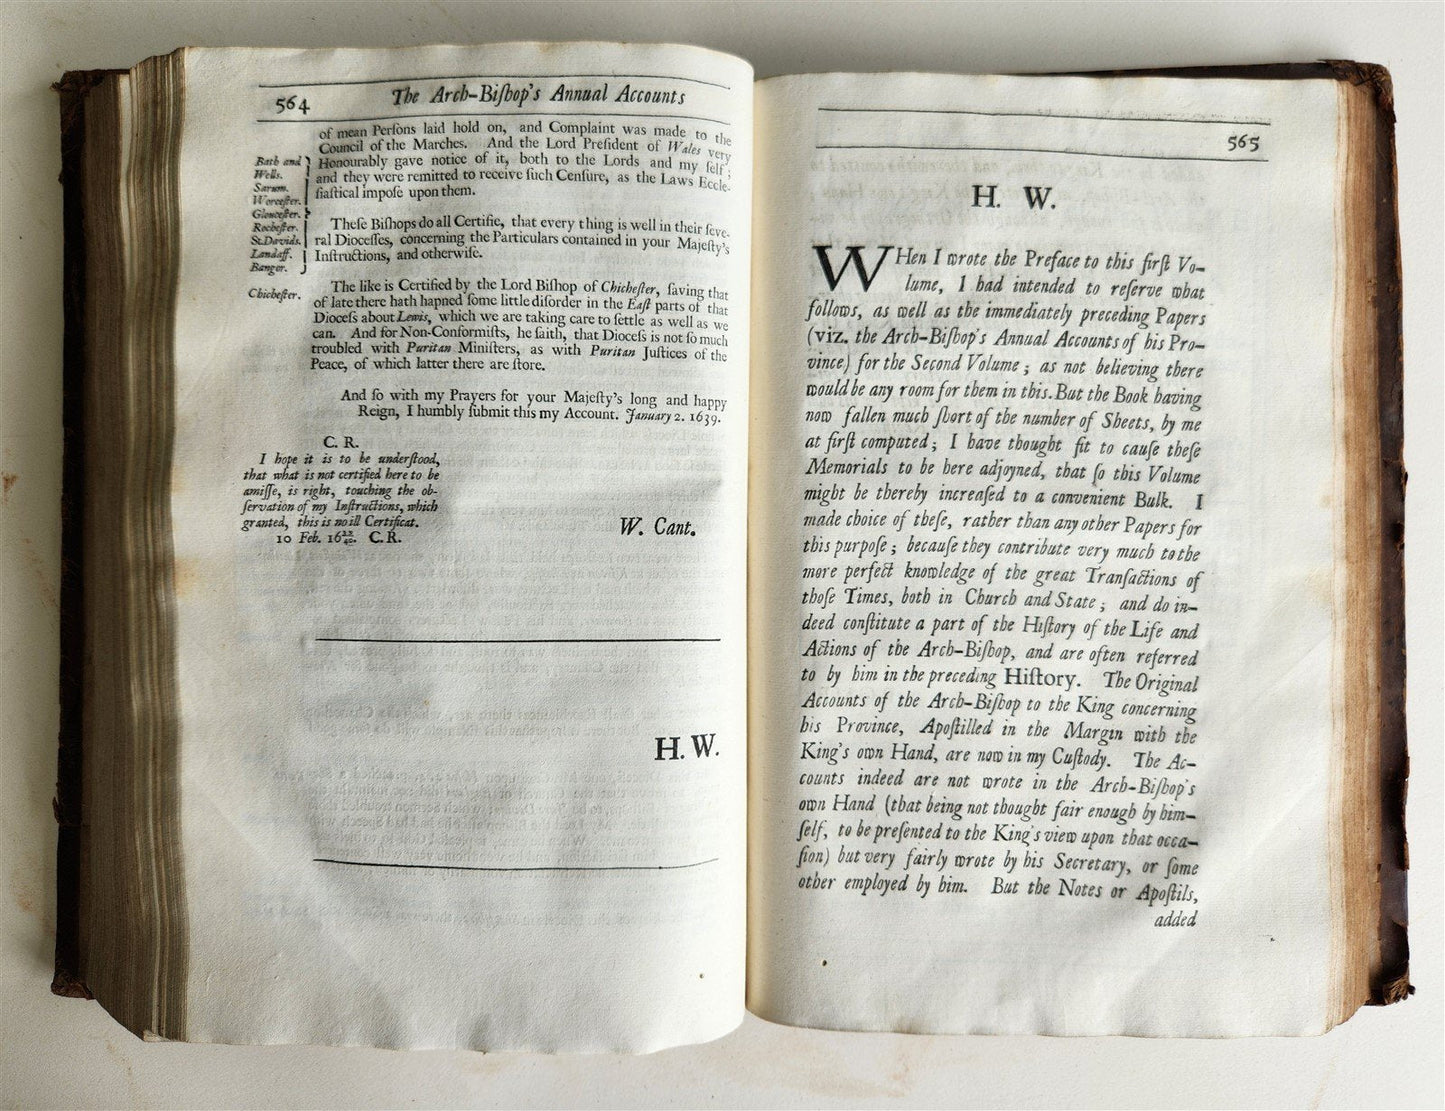 564 The Arch-Biſhop's Annual Accounts
of mean Perſons laid hold on, and Complaint was made to the
Council of the Marches. And the Lord Preſident of Wales very
Honourably gave notice of it, both to the Lords and my ſelf;
and they were remitted to receive ſuch Cenſure, as the Laws Eccle-
ſiaſtical impoſe upon them.
Bath and
Wells.
Sarum.
Worceſter.
Gloucеſter.
Rocheſter.
St.Davids.
Landaff.
Banger.
Theſe Biſhops do all Certifie, that every thing is well in their ſeve-
ral Dioceſſes, concerning the Particulars contained in your Majeſty's
Inſtructions, and otherwiſe.
Chicheſter.
The like is Certified by the Lord Biſhop of Chicheſter, ſaving that
of late there hath hapned ſome little diſorder in the Eaſt parts of that
Dioceſs about Lewis, which we are taking care to ſettle as well as we
can. And for Non-Conformiſts, he ſaith, that Dioceſs is not ſo much
troubled with Puritan Miniſters, as with Puritan Juſtices of the
Peace, of which latter there are ſtore.
And ſo with my Prayers for your Majeſty's long and happy
Reign, I humbly ſubmit this my Account. January 2. 1639.
C. R.
I hope it is to be underſtood,
that what is not certified here to be
amiſſe, is right, touching the ob-
ſervation of my Inſtructions, which
granted, this is no ill Certificat.
10 Feb. 16 39/40. C. R.
W. Cant.
H. W.
565
H. W.
WHen I wrote the Preface to this firſt Vo-
lume, I had intended to reſerve what
follows, as well as the immediately preceding Papers
(viz. the Arch-Biſhop's Annual Accounts of his Pro-
vince) for the Second Volume; as not believing there
would be any room for them in this. But the Book having
now fallen much ſhort of the number of Sheets, by me
at firſt computed; I have thought fit to cauſe theſe
Memorials to be here adjoyned, that ſo this Volume
might be thereby increaſed to a convenient Bulk. I
made choice of theſe, rather than any other Papers for
this purpoſe; becauſe they contribute very much to the
more perfect knowledge of the great Tranſactions of
thoſe Times, both in Church and State; and do in-
deed conſtitute a part of the Hiſtory of the Life and
Actions of the Arch-Biſhop, and are often referred
to by him in the preceding Hiſtory. The Original
Accounts of the Arch-Biſhop to the King concerning
his Province, Apoſtilled in the Margin with the
King's own Hand, are now in my Cuſtody. The Ac-
counts indeed are not wrote in the Arch-Biſhop's
own Hand (that being not thought fair enough by him-
ſelf, to be preſented to the King's view upon that occa-
ſion) but very fairly wrote by his Secretary, or ſome
other employed by him. But the Notes or Apoſtils,
added